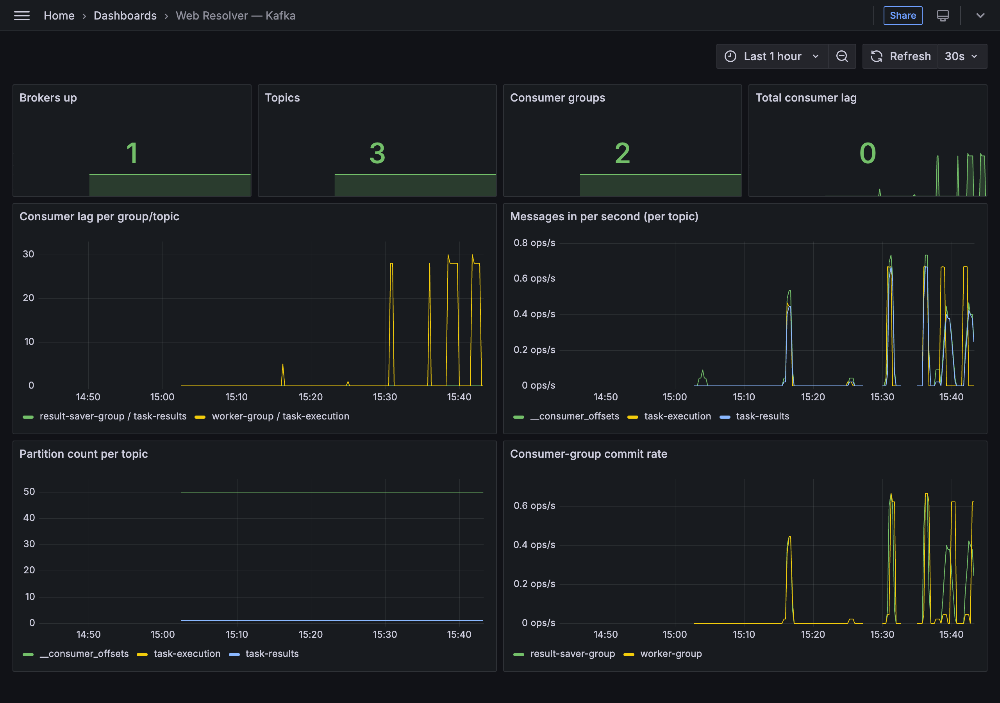 Home › Dashboards › Web Resolver — Kafka
Share
Last 1 hour
Refresh
30s
Brokers up
1
Topics
3
Consumer groups
2
Total consumer lag
0
Consumer lag per group/topic
30
20
10
0
14:50 15:00 15:10 15:20 15:30 15:40
result-saver-group / task-results worker-group / task-execution
Messages in per second (per topic)
0.8 ops/s
0.6 ops/s
0.4 ops/s
0.2 ops/s
0 ops/s
14:50 15:00 15:10 15:20 15:30 15:40
__consumer_offsets task-execution task-results
Partition count per topic
50
40
30
20
10
0
14:50 15:00 15:10 15:20 15:30 15:40
__consumer_offsets task-execution task-results
Consumer-group commit rate
0.6 ops/s
0.4 ops/s
0.2 ops/s
0 ops/s
14:50 15:00 15:10 15:20 15:30 15:40
result-saver-group worker-group